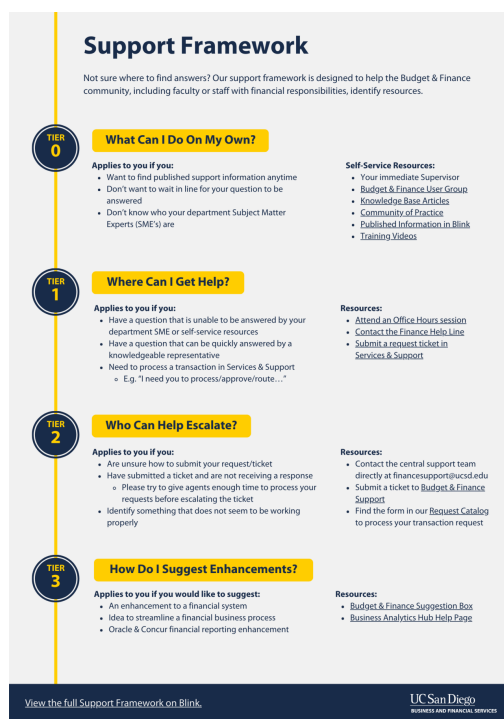 Support Framework
Not sure where to find answers? Our support framework is designed to help the Budget & Finance
community, including faculty or staff with financial responsibilities, identify resources.
TIER
0
What Can I Do On My Own?
Applies to you if you:
• Want to find published support information anytime
• Don't want to wait in line for your question to be
answered
• Don't know who your department Subject Matter
Experts (SME's) are
Self-Service Resources:
• Your immediate Supervisor
• Budget & Finance User Group
• Knowledge Base Articles
• Community of Practice
• Published Information in Blink
• Training Videos
TIER
1
Where Can I Get Help?
Applies to you if you:
• Have a question that is unable to be answered by your
department SME or self-service resources
• Have a question that can be quickly answered by a
knowledgeable representative
• Need to process a transaction in Services & Support
◦ E.g. "I need you to process/approve/route…"
Resources:
• Attend an Office Hours session
• Contact the Finance Help Line
• Submit a request ticket in
Services & Support
TIER
2
Who Can Help Escalate?
Applies to you if you:
• Are unsure how to submit your request/ticket
• Have submitted a ticket and are not receiving a response
◦ Please try to give agents enough time to process your
requests before escalating the ticket
• Identify something that does not seem to be working
properly
Resources:
• Contact the central support team
directly at financesupport@ucsd.edu
• Submit a ticket to Budget & Finance
Support
• Find the form in our Request Catalog
to process your transaction request
TIER
3
How Do I Suggest Enhancements?
Applies to you if you would like to suggest:
• An enhancement to a financial system
• Idea to streamline a financial business process
• Oracle & Concur financial reporting enhancement
Resources:
• Budget & Finance Suggestion Box
• Business Analytics Hub Help Page
View the full Support Framework on Blink.
UC San Diego
BUSINESS AND FINANCIAL SERVICES